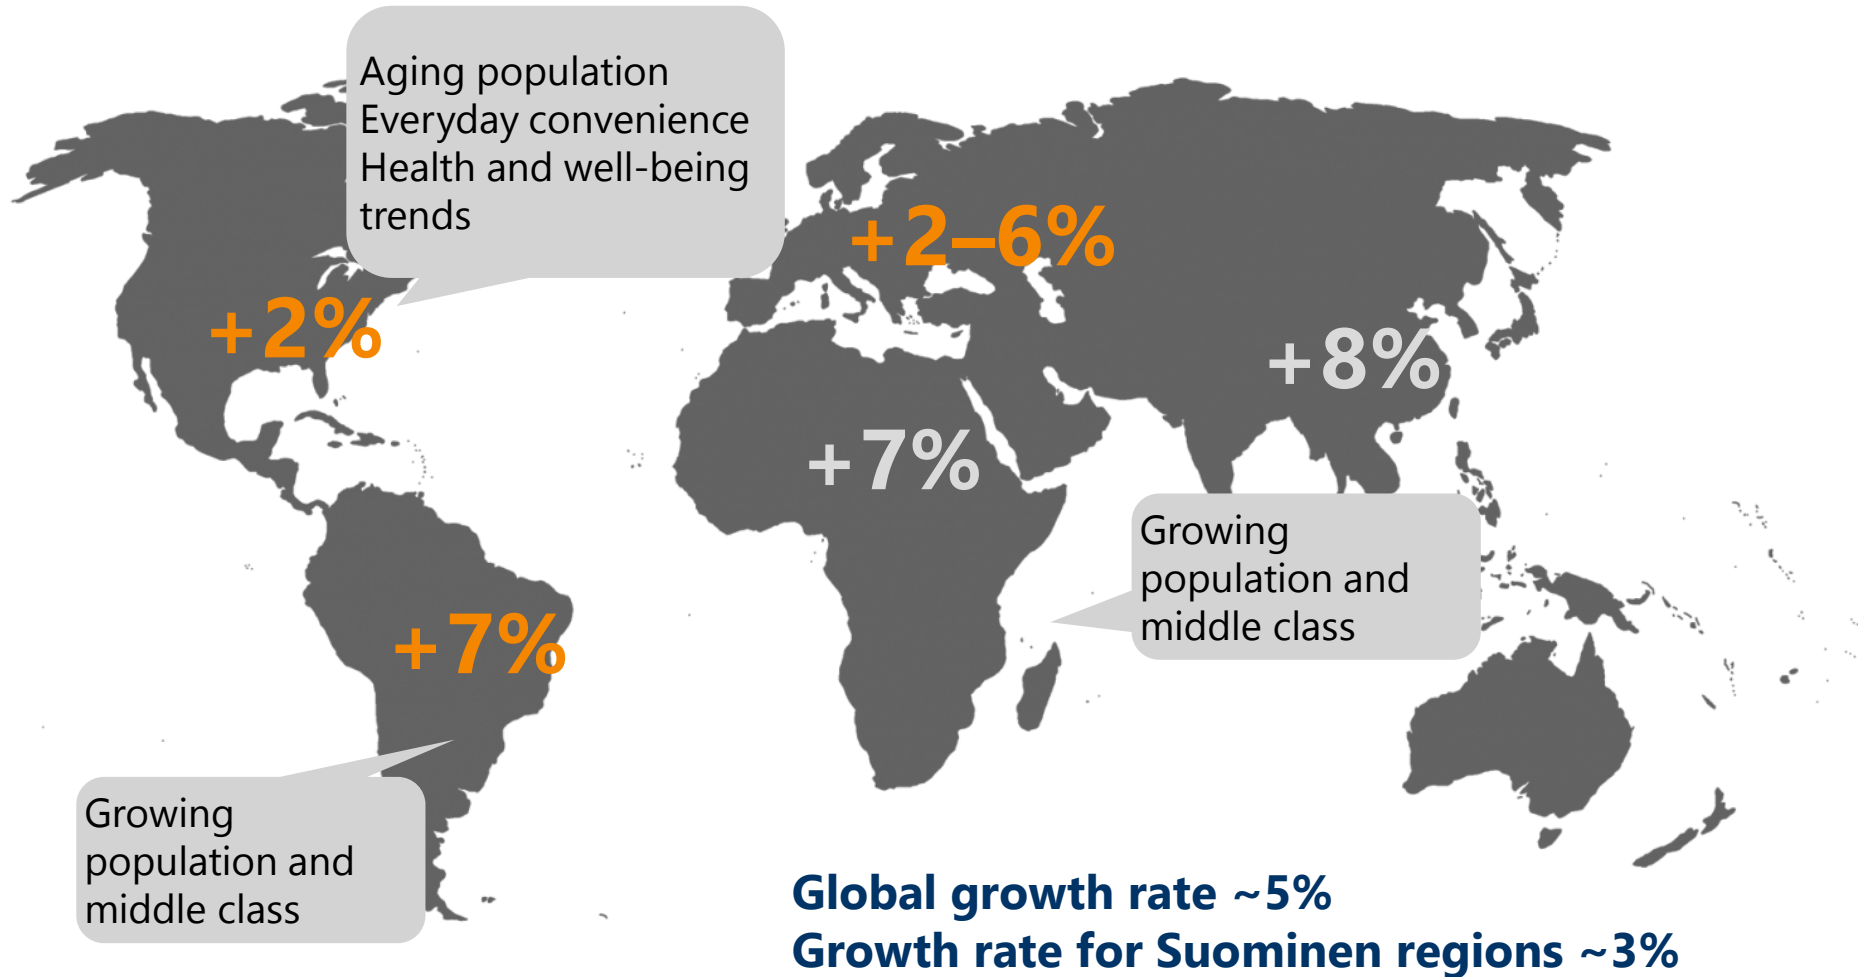 Aging population
Everyday convenience
Health and well-being
trends
+2–6%
+2%
+8%
+7%
Growing
population and
middle class
+7%
Growing
population and
middle class
Global growth rate ~5%
Growth rate for Suominen regions ~3%